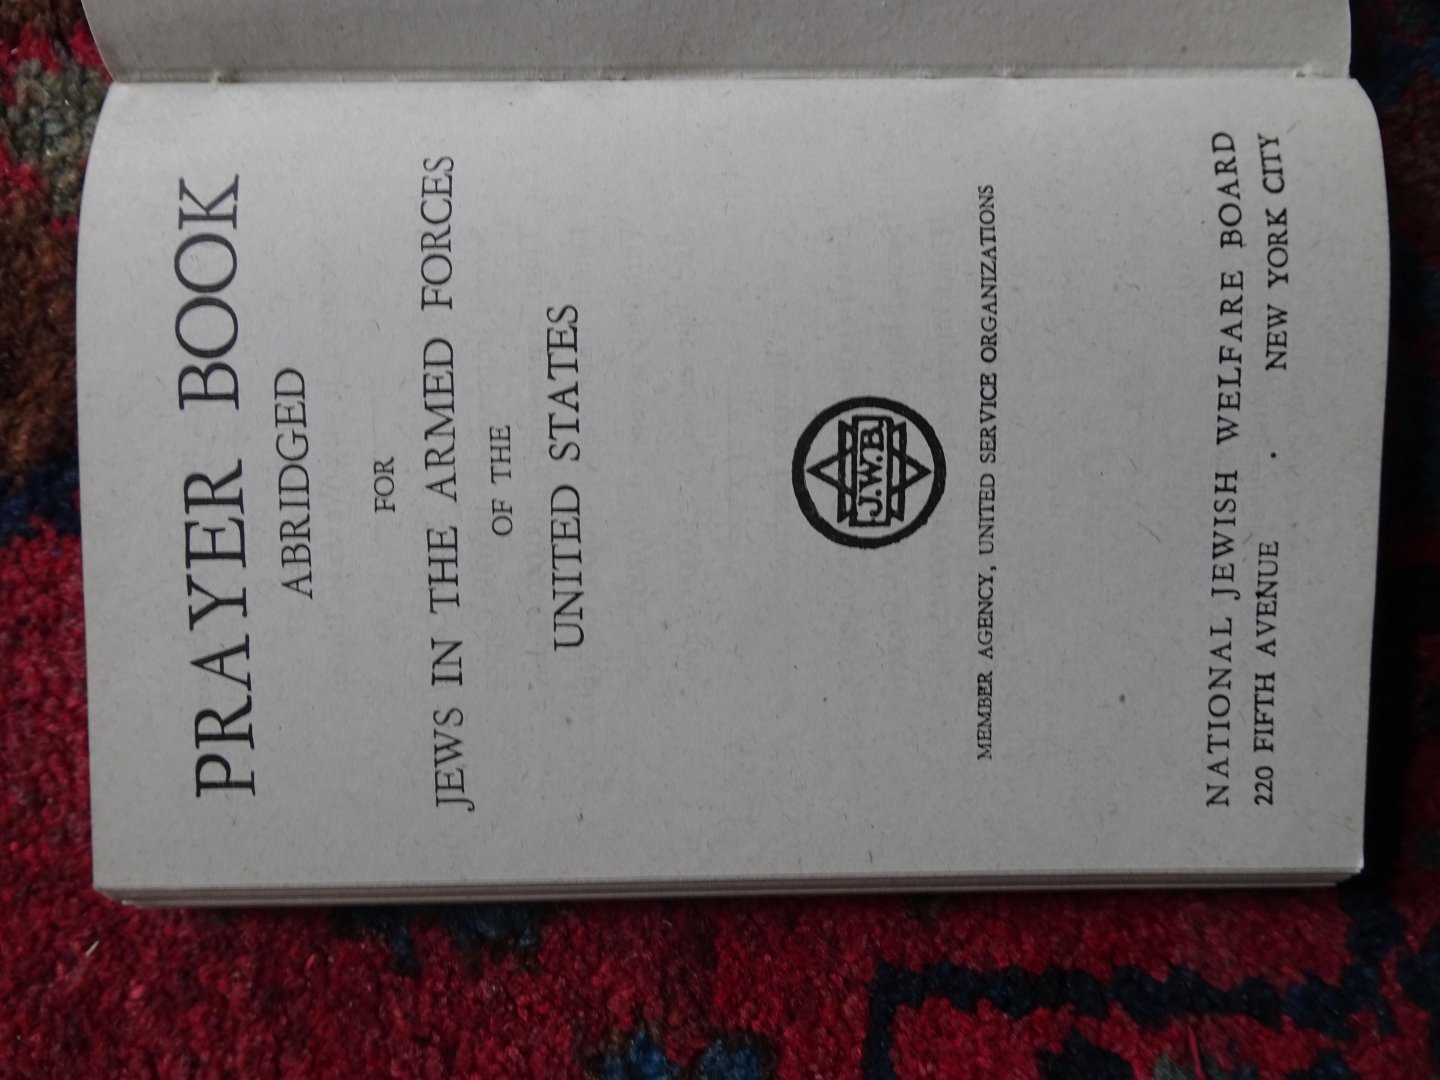 PRAYER BOOK
ABRIDGED
FOR
JEWS IN THE ARMED FORCES
OF THE
UNITED STATES
J.W.B.
MEMBER AGENCY, UNITED SERVICE ORGANIZATIONS
NATIONAL JEWISH WELFARE BOARD
220 FIFTH AVENUE . NEW YORK CITY